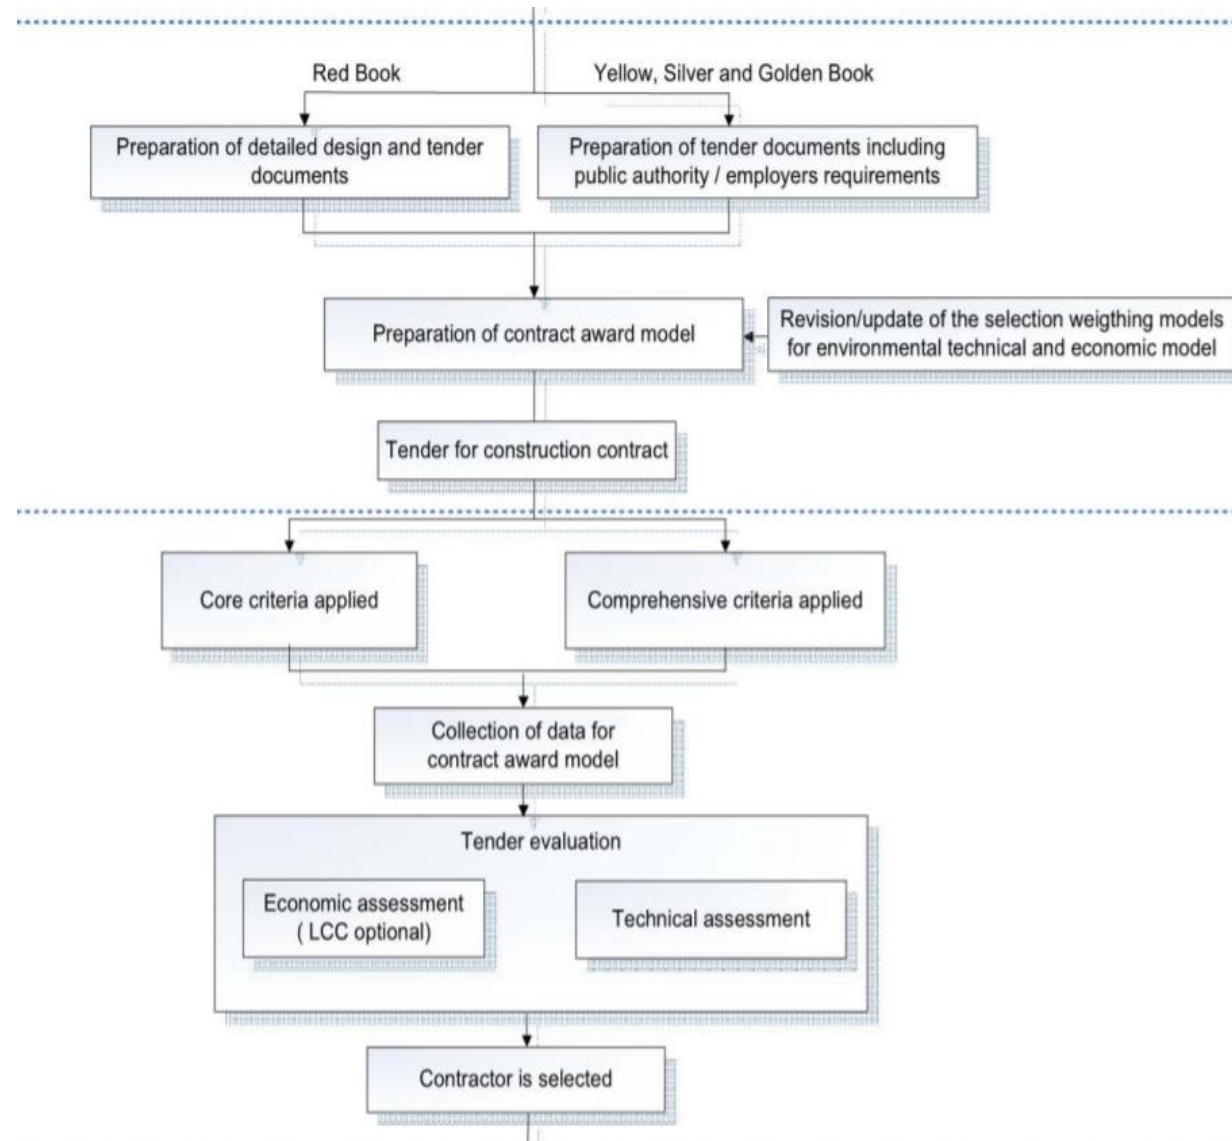 Red Book
Yellow, Silver and Golden Book
Preparation of detailed design and tender
documents
Preparation of tender documents including
public authority / employers requirements
Preparation of contract award model
Revision/update of the selection weigthing models
for environmental technical and economic model
Tender for construction contract
Core criteria applied
Comprehensive criteria applied
Collection of data for
contract award model
Tender evaluation
Economic assessment
( LCC optional)
Technical assessment
Contractor is selected